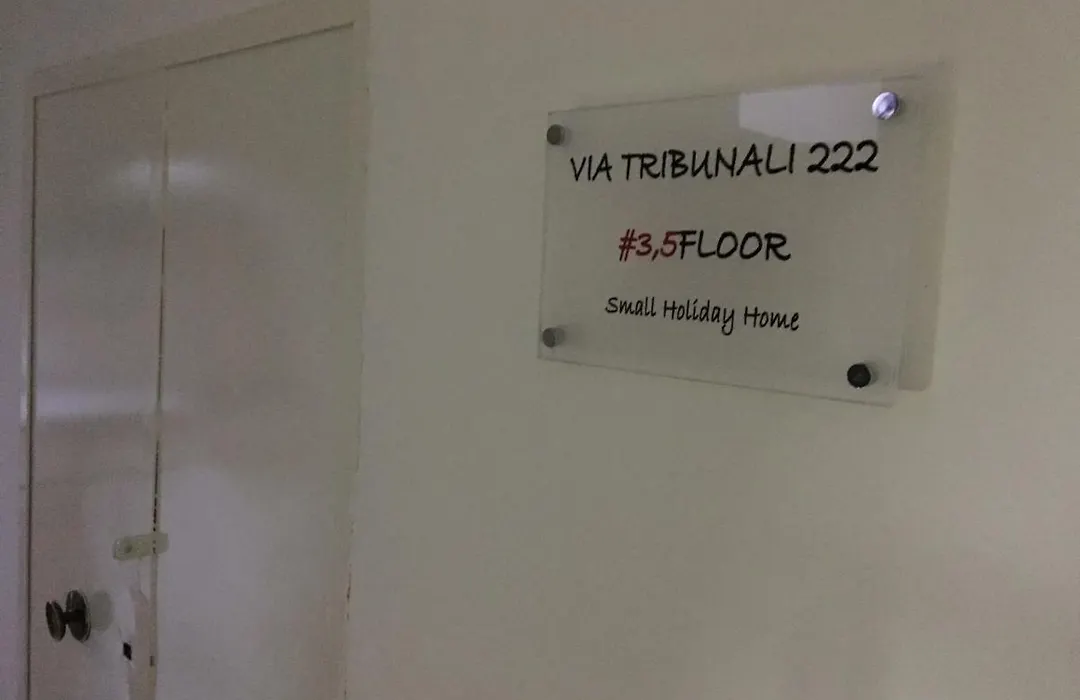 VIA TRIBUNALI 222
#3,5FLOOR
Small Holiday Home